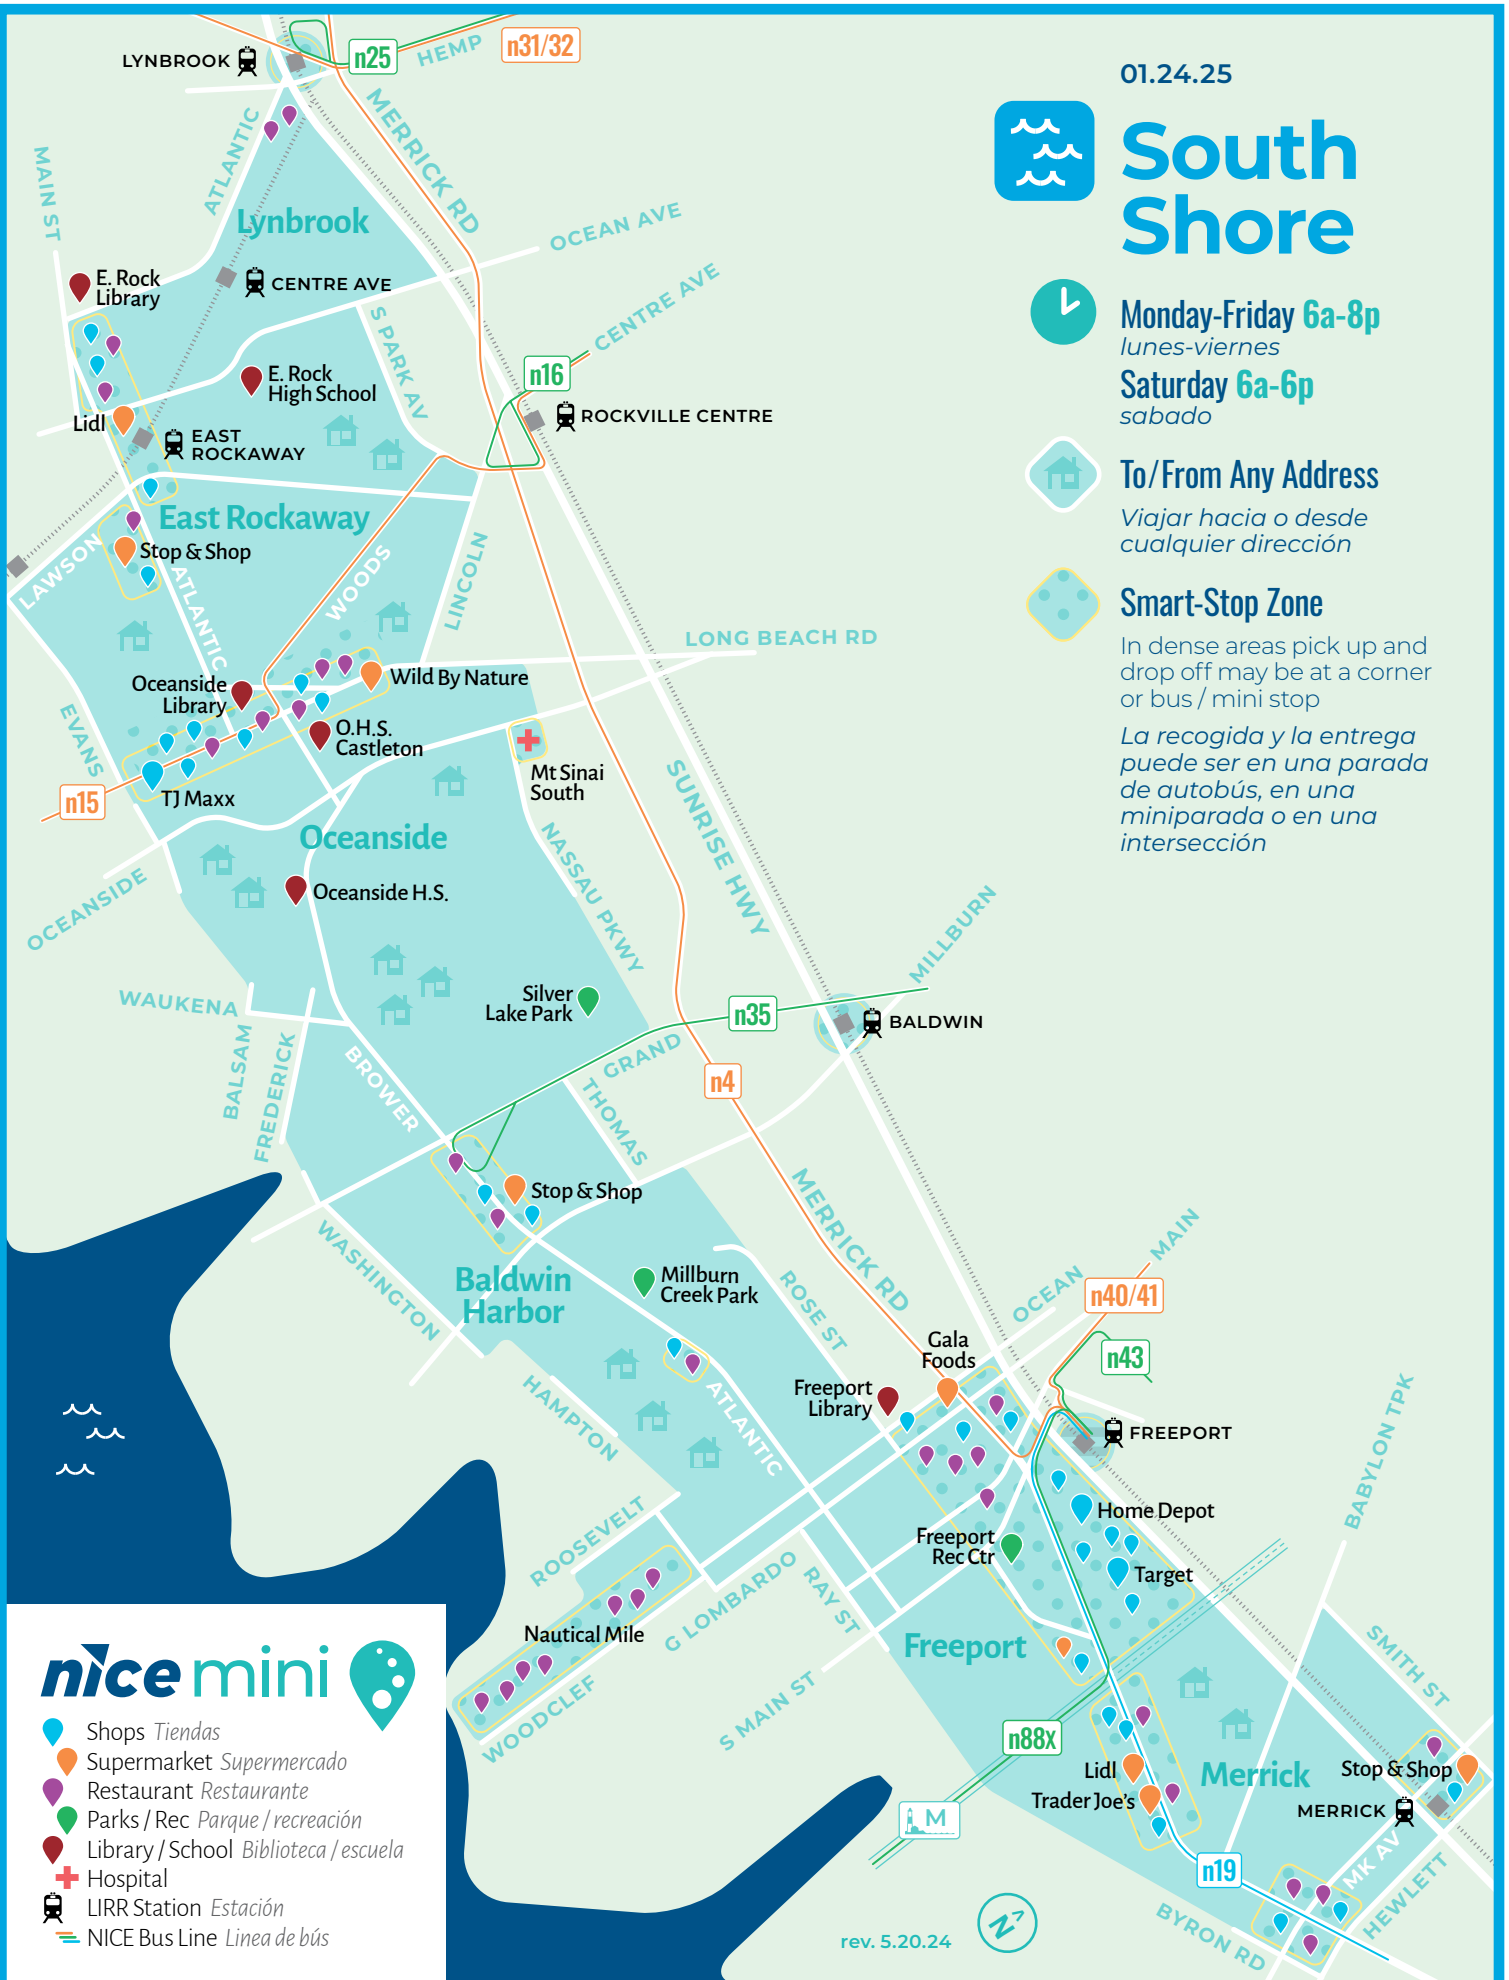 01.24.25
South
Shore
Monday-Friday 6a-8p
lunes-viernes
Saturday 6a-6p
sabado
To/From Any Address
Viajar hacia o desde
cualquier dirección
Smart-Stop Zone
In dense areas pick up and
drop off may be at a corner
or bus / mini stop
La recogida y la entrega
puede ser en una parada
de autobús, en una
miniparada o en una
intersección
LYNBROOK
n25
HEMP
n31/32
MERRICK RD
ATLANTIC
MAIN ST
Lynbrook
OCEAN AVE
E. Rock
Library
CENTRE AVE
CENTRE AVE
S PARK AV
n16
E. Rock
High School
ROCKVILLE CENTRE
Lidl
EAST
ROCKAWAY
East Rockaway
Stop & Shop
LAWSON
ATLANTIC
WOODS
LINCOLN
LONG BEACH RD
Oceanside
Library
Wild By Nature
EVANS
O.H.S.
Castleton
Mt Sinai
South
n15
TJ Maxx
SUNRISE HWY
Oceanside
NASSAU PKWY
OCEANSIDE
Oceanside H.S.
MILLBURN
WAUKENA
Silver
Lake Park
n35
BALDWIN
BALSAM
FREDERICK
BROWER
GRAND
n4
THOMAS
Stop & Shop
MERRICK RD
WASHINGTON
Baldwin
Harbor
Millburn
Creek Park
ROSE ST
MAIN
OCEAN
n40/41
Gala
Foods
n43
HAMPTON
ATLANTIC
Freeport
Library
FREEPORT
BABYLON TPK
ROOSEVELT
Home Depot
Freeport
Rec Ctr
Target
G LOMBARDO
RAY ST
Nautical Mile
Freeport
SMITH ST
WOODCLEF
S MAIN ST
n88x
M
Lidl
Trader Joe's
Merrick
Stop & Shop
MERRICK
n19
MK AV
HEWLETT
BYRON RD
rev. 5.20.24
N
nice mini
Shops Tiendas
Supermarket Supermercado
Restaurant Restaurante
Parks / Rec Parque / recreación
Library / School Biblioteca / escuela
Hospital
LIRR Station Estación
NICE Bus Line Linea de bús